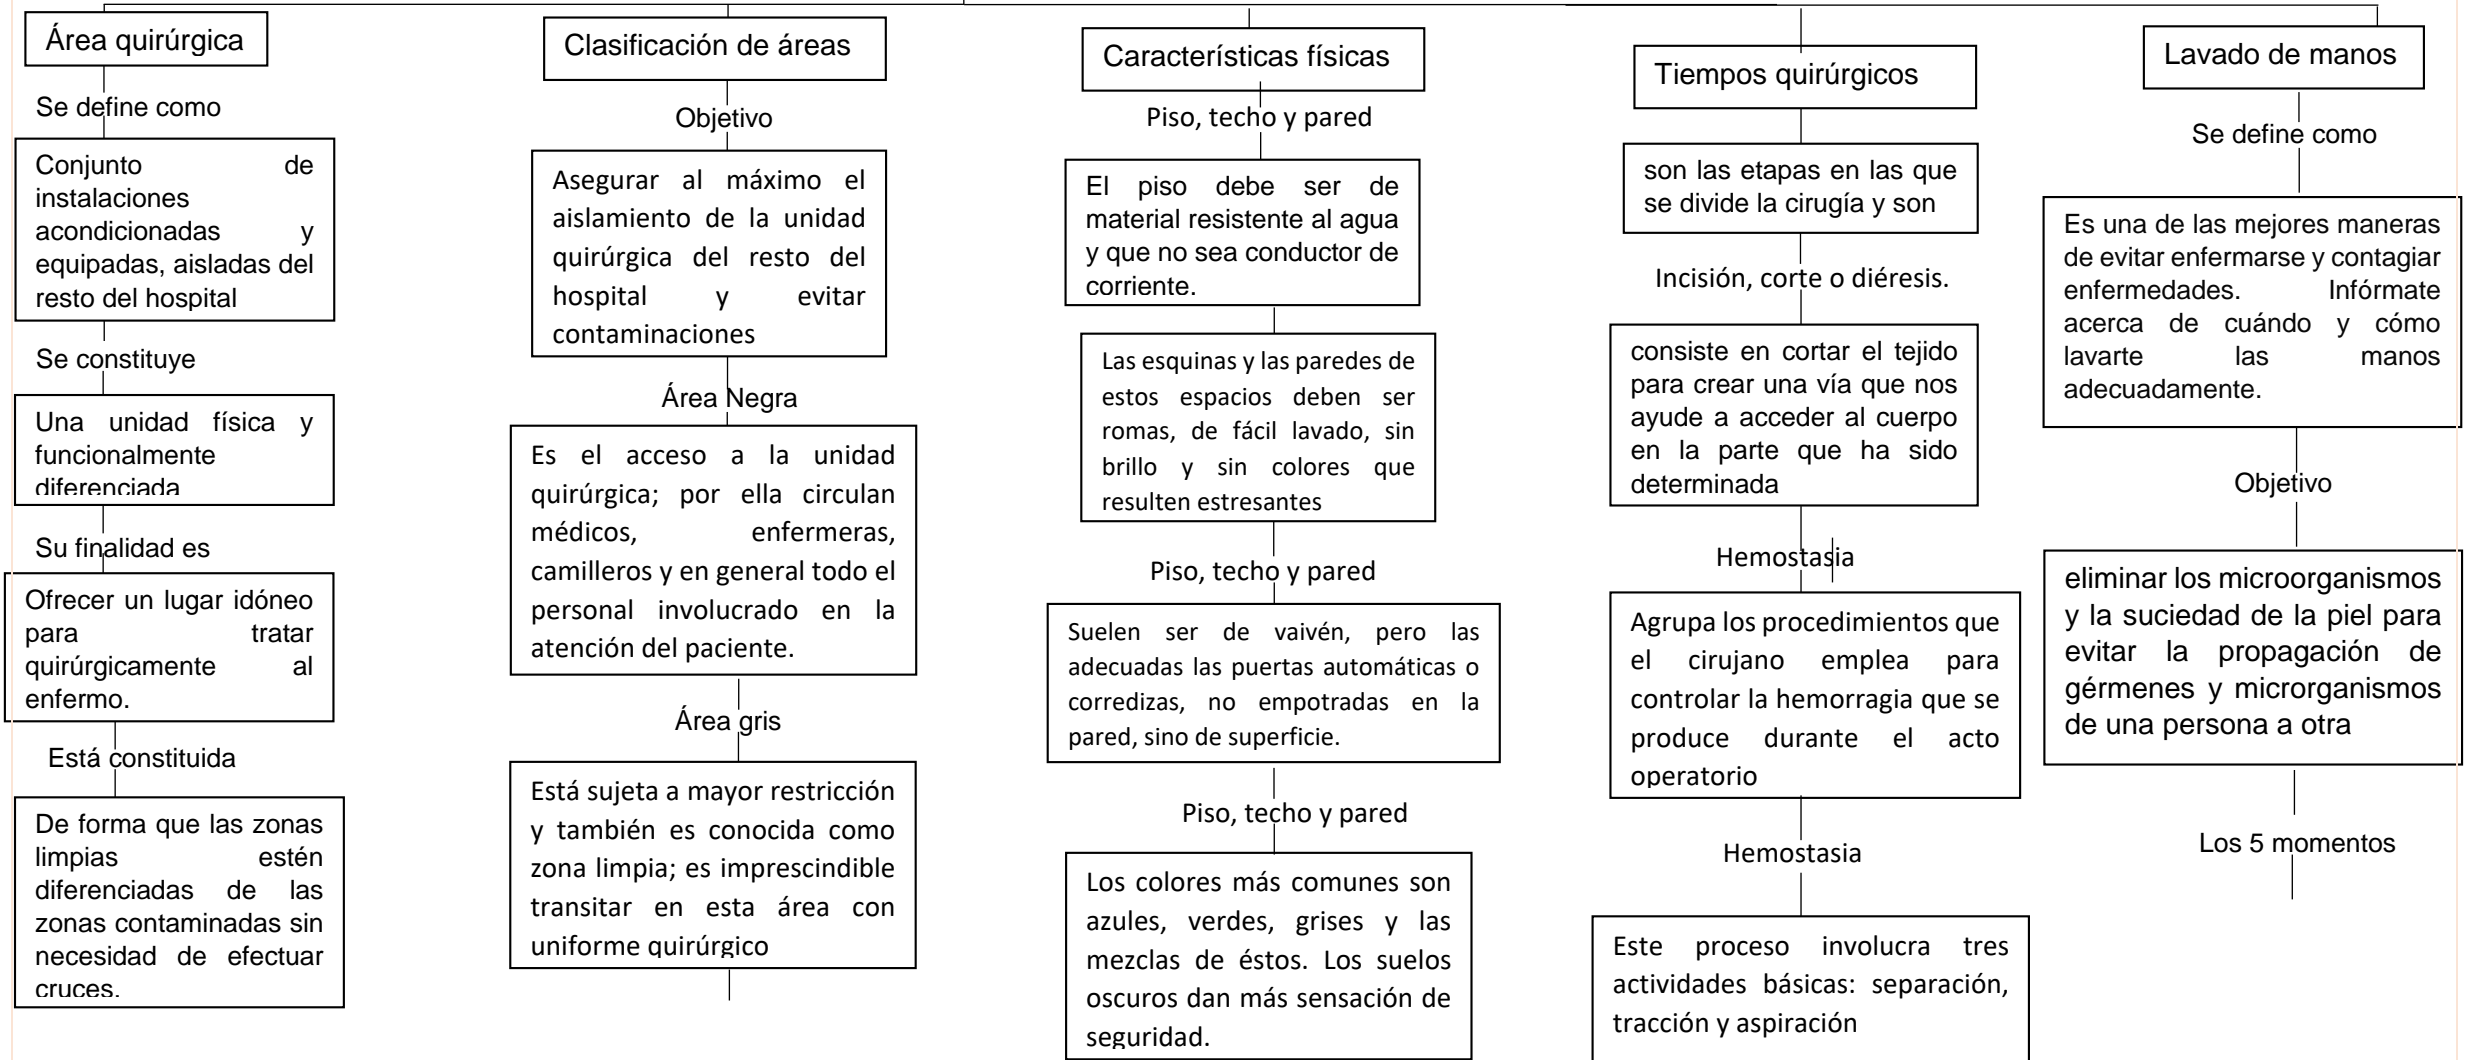 Área quirúrgica
Se define como
Conjunto de
instalaciones
acondicionadas y
equipadas, aisladas del
resto del hospital
Se constituye
Una unidad física y
funcionalmente
diferenciada
Su finalidad es
Ofrecer un lugar idóneo
para tratar
quirúrgicamente al
enfermo.
Está constituida
De forma que las zonas
limpias estén
diferenciadas de las
zonas contaminadas sin
necesidad de efectuar
cruces.
Clasificación de áreas
Objetivo
Asegurar al máximo el
aislamiento de la unidad
quirúrgica del resto del
hospital y evitar
contaminaciones
Área Negra
Es el acceso a la unidad
quirúrgica; por ella circulan
médicos, enfermeras,
camilleros y en general todo el
personal involucrado en la
atención del paciente.
Área gris
Está sujeta a mayor restricción
y también es conocida como
zona limpia; es imprescindible
transitar en esta área con
uniforme quirúrgico
Características físicas
Piso, techo y pared
El piso debe ser de
material resistente al agua
y que no sea conductor de
corriente.
Las esquinas y las paredes de
estos espacios deben ser
romas, de fácil lavado, sin
brillo y sin colores que
resulten estresantes
Piso, techo y pared
Suelen ser de vaivén, pero las
adecuadas las puertas automáticas o
corredizas, no empotradas en la
pared, sino de superficie.
Piso, techo y pared
Los colores más comunes son
azules, verdes, grises y las
mezclas de éstos. Los suelos
oscuros dan más sensación de
seguridad.
Tiempos quirúrgicos
son las etapas en las que
se divide la cirugía y son
Incisión, corte o diéresis.
consiste en cortar el tejido
para crear una vía que nos
ayude a acceder al cuerpo
en la parte que ha sido
determinada
Hemostasia
Agrupa los procedimientos que
el cirujano emplea para
controlar la hemorragia que se
produce durante el acto
operatorio
Hemostasia
Este proceso involucra tres
actividades básicas: separación,
tracción y aspiración
Lavado de manos
Se define como
Es una de las mejores maneras
de evitar enfermarse y contagiar
enfermedades. Infórmate
acerca de cuándo y cómo
lavarte las manos
adecuadamente.
Objetivo
eliminar los microorganismos
y la suciedad de la piel para
evitar la propagación de
gérmenes y microrganismos
de una persona a otra
Los 5 momentos